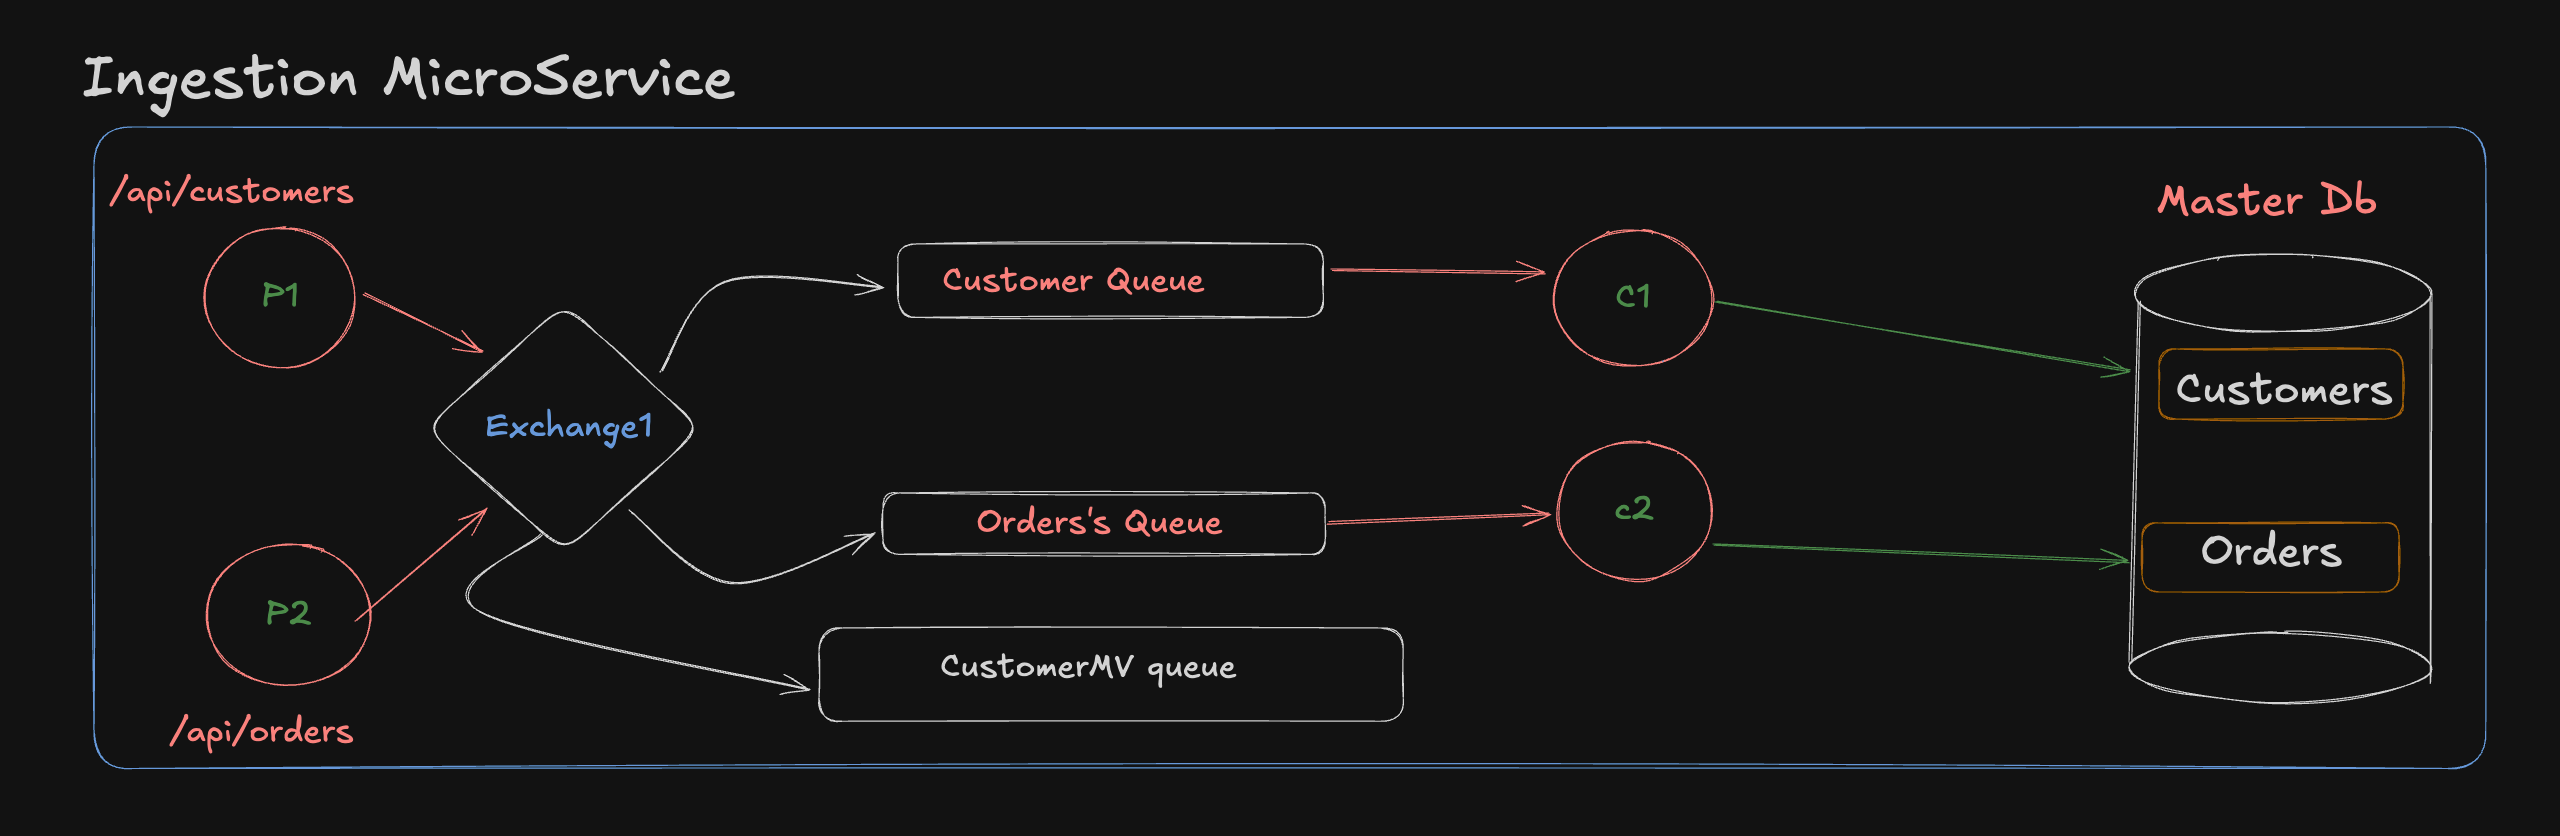 Ingestion MicroService
/api/customers
Master Db
P1
Customer Queue
C1
Customers
Exchange1
Orders's Queue
c2
Orders
P2
CustomerMV queue
/api/orders